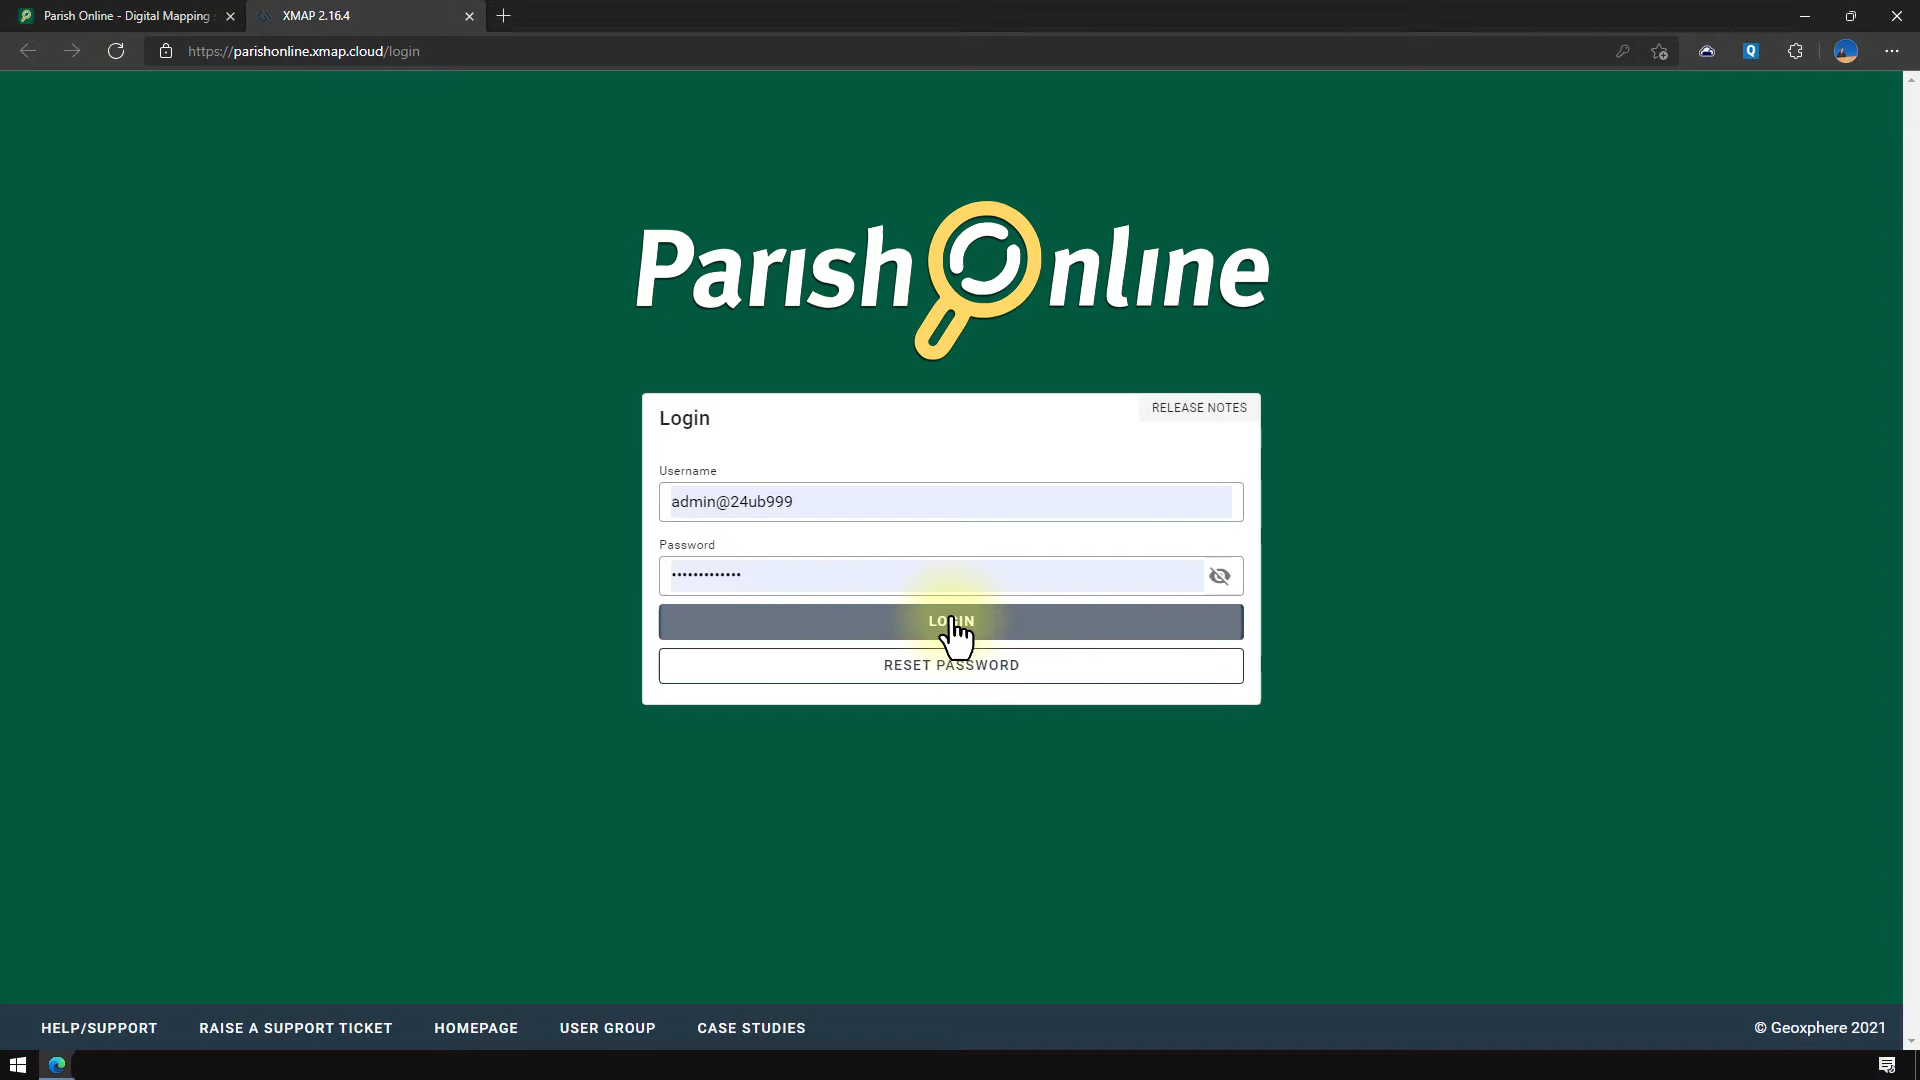 Parish Online - Digital Mapping
XMAP 2.16.4
https://parishonline.xmap.cloud/login
Q
Parish Online
Login
RELEASE NOTES
Username
admin@24ub999
Password
•••••••••••••
LOGIN
RESET PASSWORD
HELP/SUPPORT
RAISE A SUPPORT TICKET
HOMEPAGE
USER GROUP
CASE STUDIES
© Geoxphere 2021